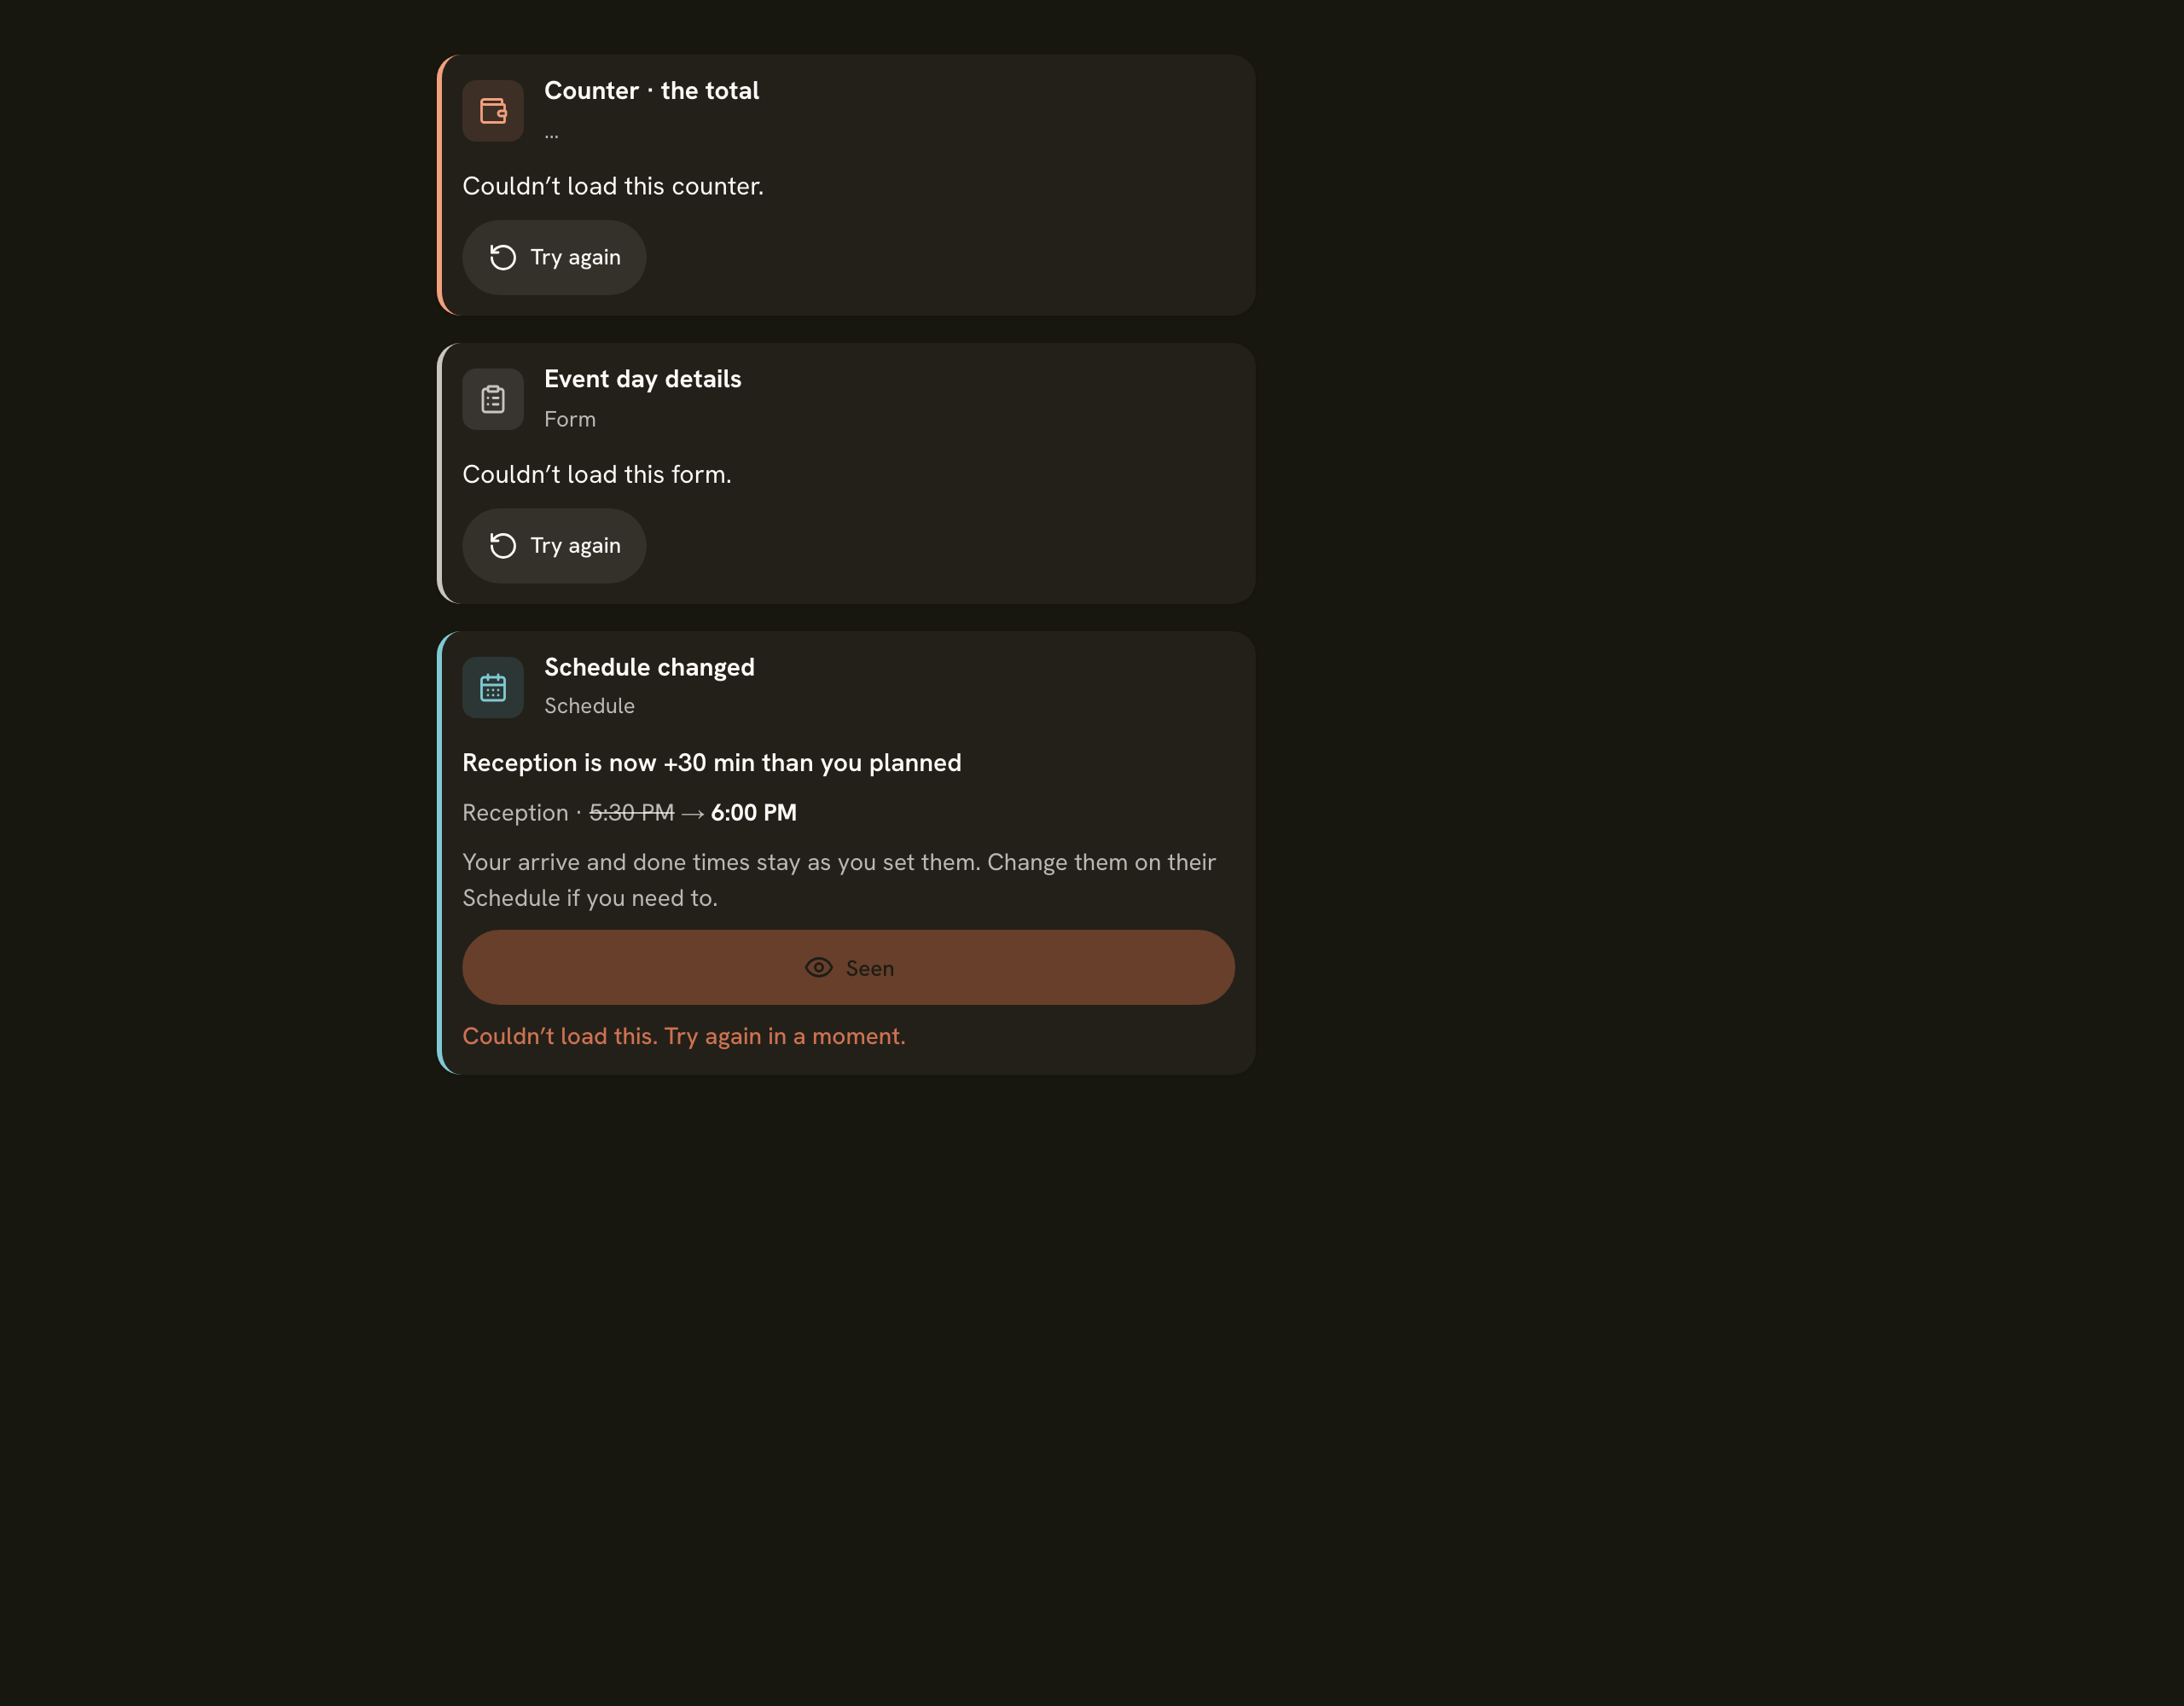 Counter · the total
...
Couldn’t load this counter.
Try again
Event day details
Form
Couldn’t load this form.
Try again
Schedule changed
Schedule
Reception is now +30 min than you planned
Reception · 5:30 PM → 6:00 PM
Your arrive and done times stay as you set them. Change them on their
Schedule if you need to.
Seen
Couldn’t load this. Try again in a moment.